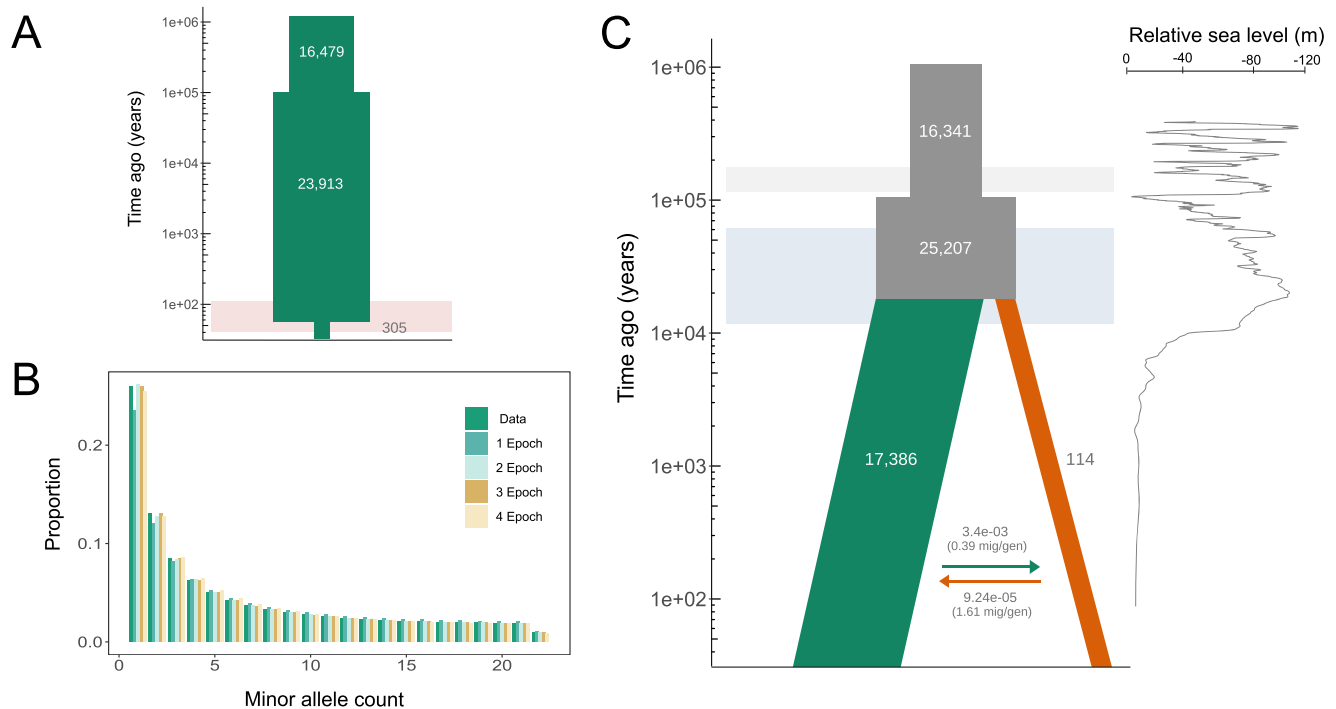 A
1e+06
1e+05
1e+04
1e+03
1e+02
Time ago (years)
16,479
23,913
305
B
0.2
0.1
0.0
Proportion
Data
1 Epoch
2 Epoch
3 Epoch
4 Epoch
0
5
10
15
20
Minor allele count
C
1e+06
1e+05
1e+04
1e+03
1e+02
Time ago (years)
16,341
25,207
17,386
114
3.4e-03
(0.39 mig/gen)
9.24e-05
(1.61 mig/gen)
Relative sea level (m)
0 -40 -80 -120